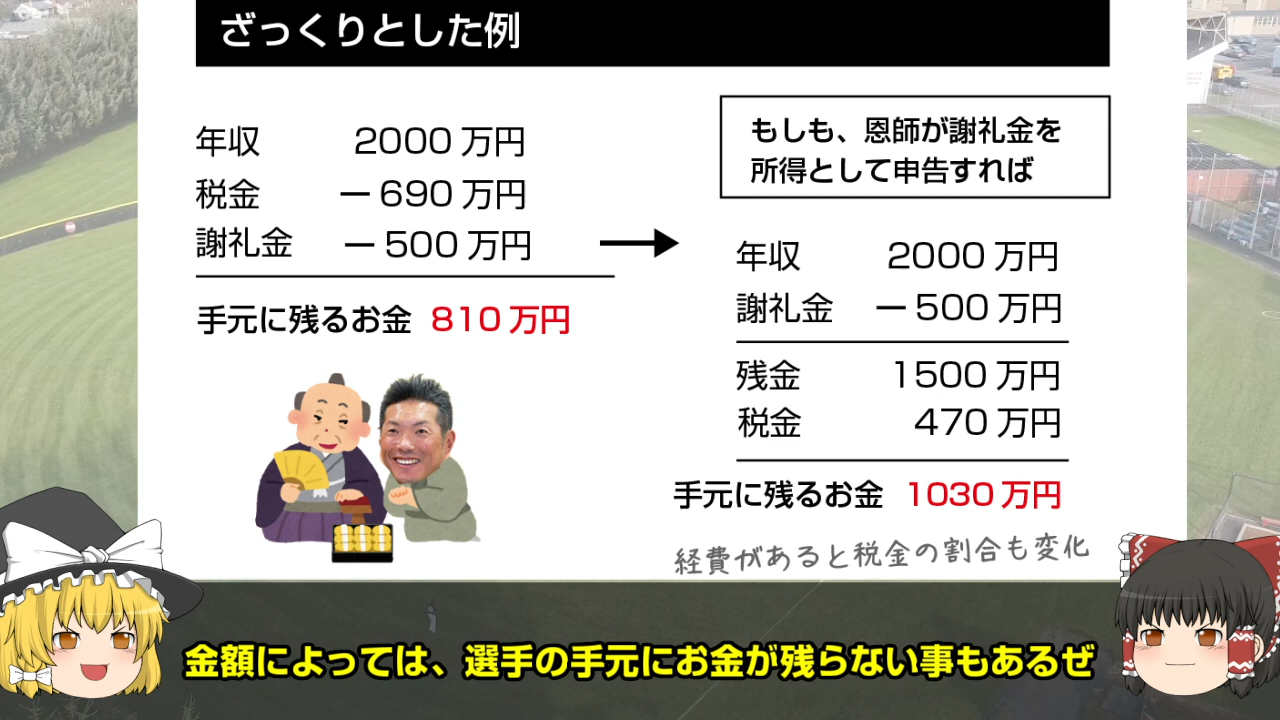 ざっくりとした例
年収 2000万円
税金 ー690万円
謝礼金 ー500万円
手元に残るお金 810万円
もしも、恩師が謝礼金を
所得として申告すれば
年収 2000万円
謝礼金 ー500万円
残金 1500万円
税金 470万円
手元に残るお金 1030万円
経費があると税金の割合も変化
金額によっては、選手の手元にお金が残らない事もあるぜ